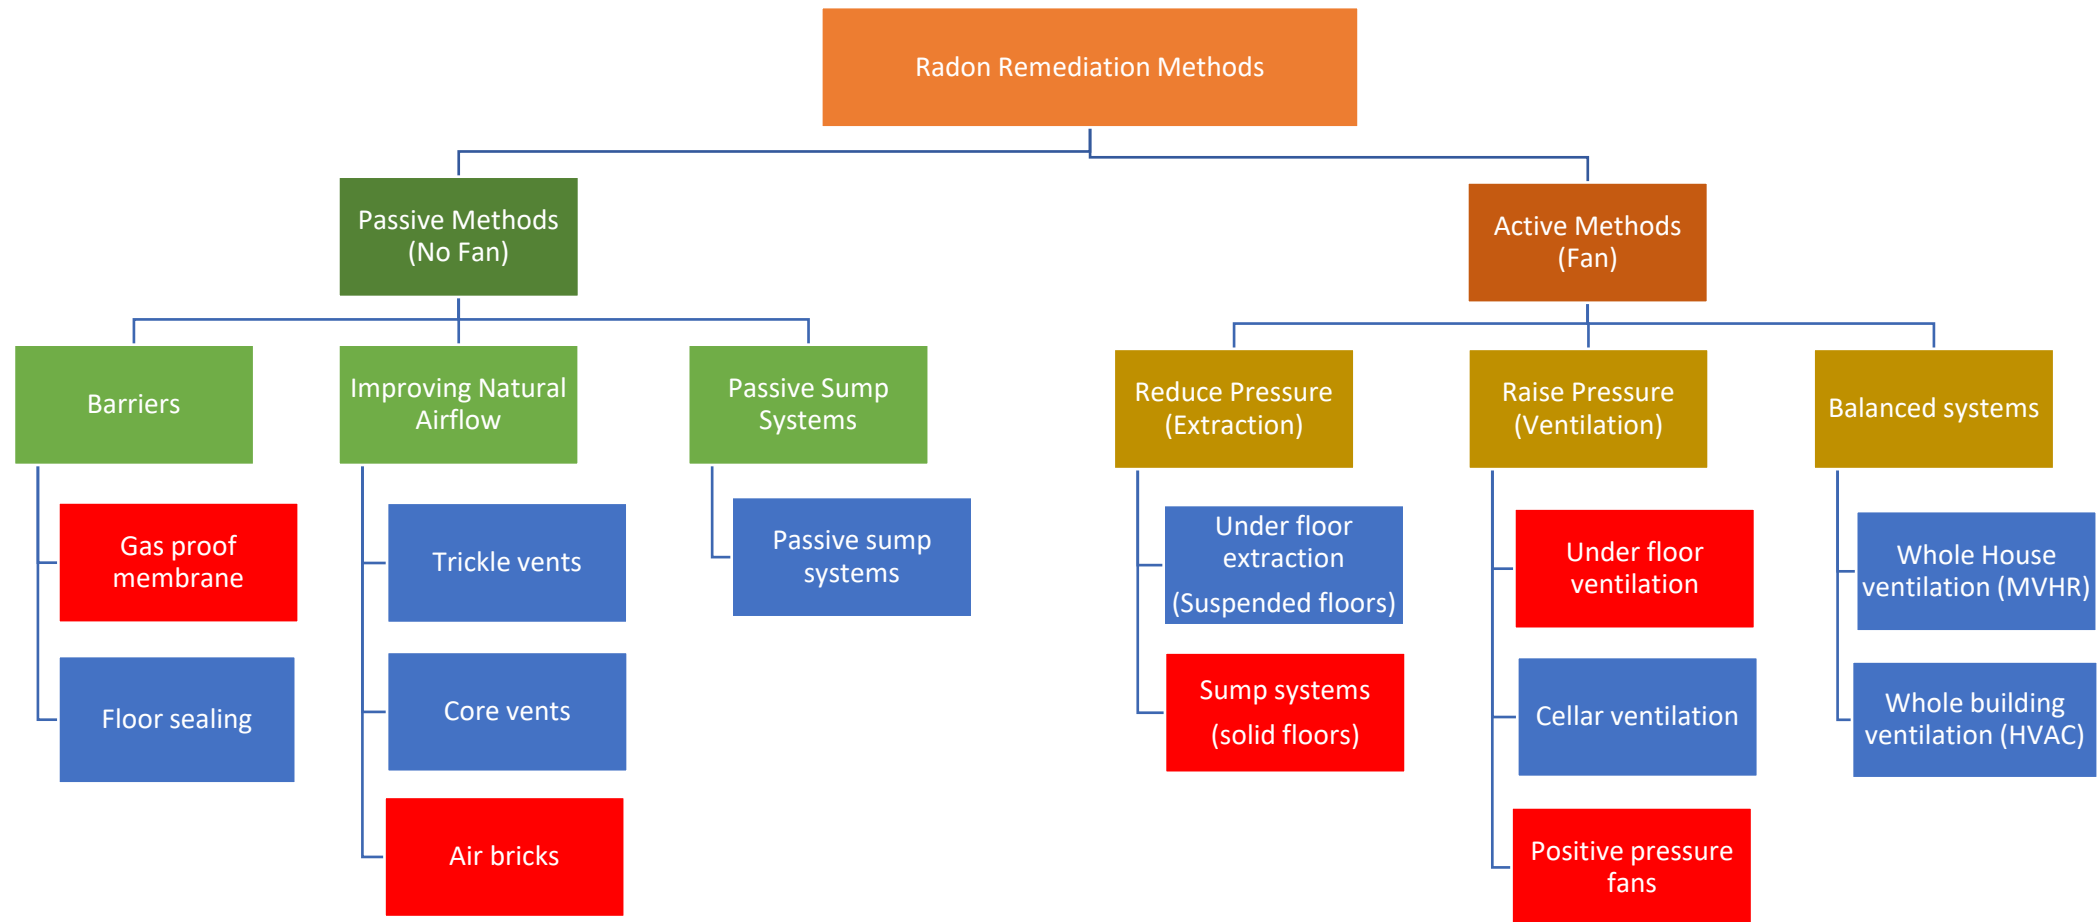 Radon Remediation Methods
Passive Methods
(No Fan)
Active Methods
(Fan)
Barriers
Improving Natural
Airflow
Passive Sump
Systems
Reduce Pressure
(Extraction)
Raise Pressure
(Ventilation)
Balanced systems
Gas proof
membrane
Floor sealing
Trickle vents
Core vents
Air bricks
Passive sump
systems
Under floor
extraction
(Suspended floors)
Sump systems
(solid floors)
Under floor
ventilation
Cellar ventilation
Positive pressure
fans
Whole House
ventilation (MVHR)
Whole building
ventilation (HVAC)